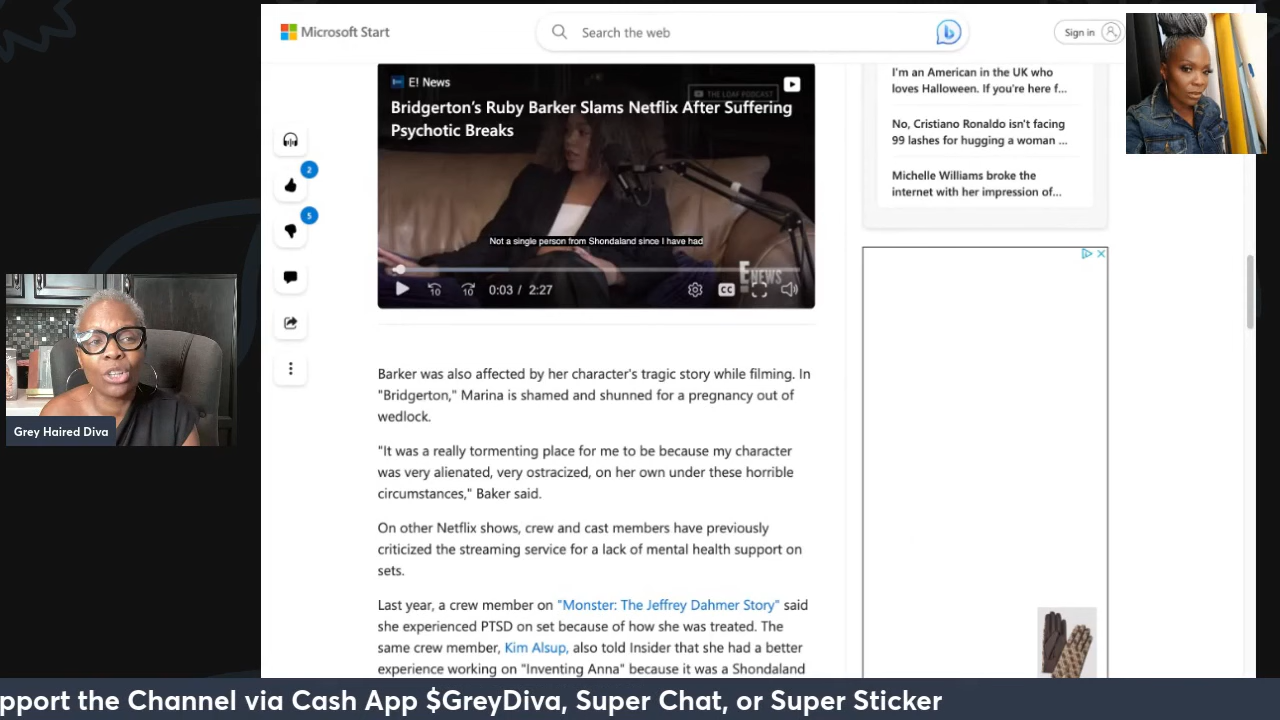 Microsoft Start
Search the web
Sign in
E! News
THE LOAF PODCAST
Bridgerton's Ruby Barker Slams Netflix After Suffering
Psychotic Breaks
Not a single person from Shondaland since I have had
E NEWS
10
10
0:03 / 2:27
CC
2
5
I'm an American in the UK who
loves Halloween. If you're here f...
No, Cristiano Ronaldo isn't facing
99 lashes for hugging a woman ...
Michelle Williams broke the
internet with her impression of...
Barker was also affected by her character's tragic story while filming. In
"Bridgerton," Marina is shamed and shunned for a pregnancy out of
wedlock.
"It was a really tormenting place for me to be because my character
was very alienated, very ostracized, on her own under these horrible
circumstances," Baker said.
On other Netflix shows, crew and cast members have previously
criticized the streaming service for a lack of mental health support on
sets.
Last year, a crew member on "Monster: The Jeffrey Dahmer Story" said
she experienced PTSD on set because of how she was treated. The
same crew member, Kim Alsup, also told Insider that she had a better
experience working on "Inventing Anna" because it was a Shondaland
Grey Haired Diva
pport the Channel via Cash App $GreyDiva, Super Chat, or Super Sticker